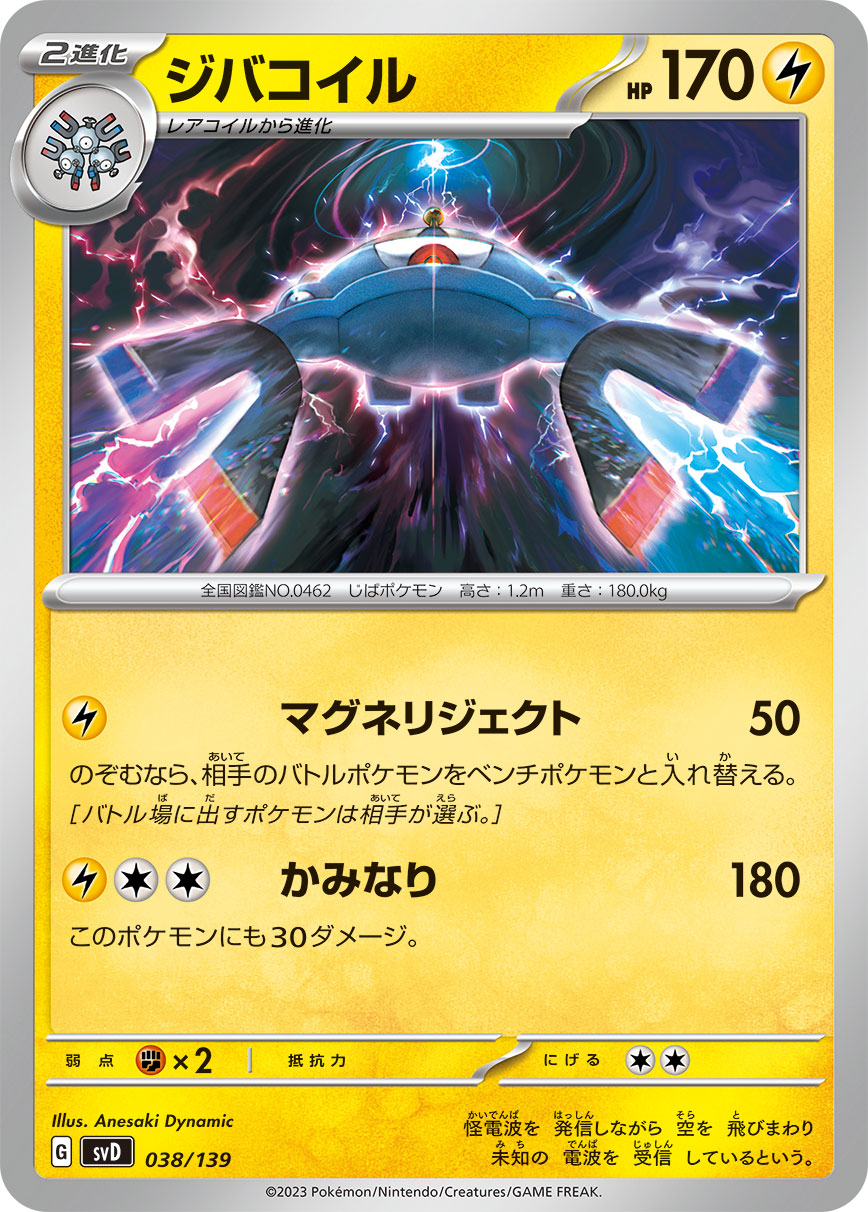 2進化
ジバコイル
HP 170
レアコイルから進化
全国図鑑NO.0462 じばポケモン 高さ:1.2m 重さ:180.0kg
マグネリジェクト 50
のぞむなら、相手のバトルポケモンをベンチポケモンと入れ替える。
[バトル場に出すポケモンは相手が選ぶ。]
かみなり 180
このポケモンにも30ダメージ。
弱点 ×2 抵抗力 にげる
Illus. Anesaki Dynamic
G svD 038/139
怪電波を 発信しながら 空を 飛びまわり
未知の 電波を 受信 しているという。
©2023 Pokémon/Nintendo/Creatures/GAME FREAK.